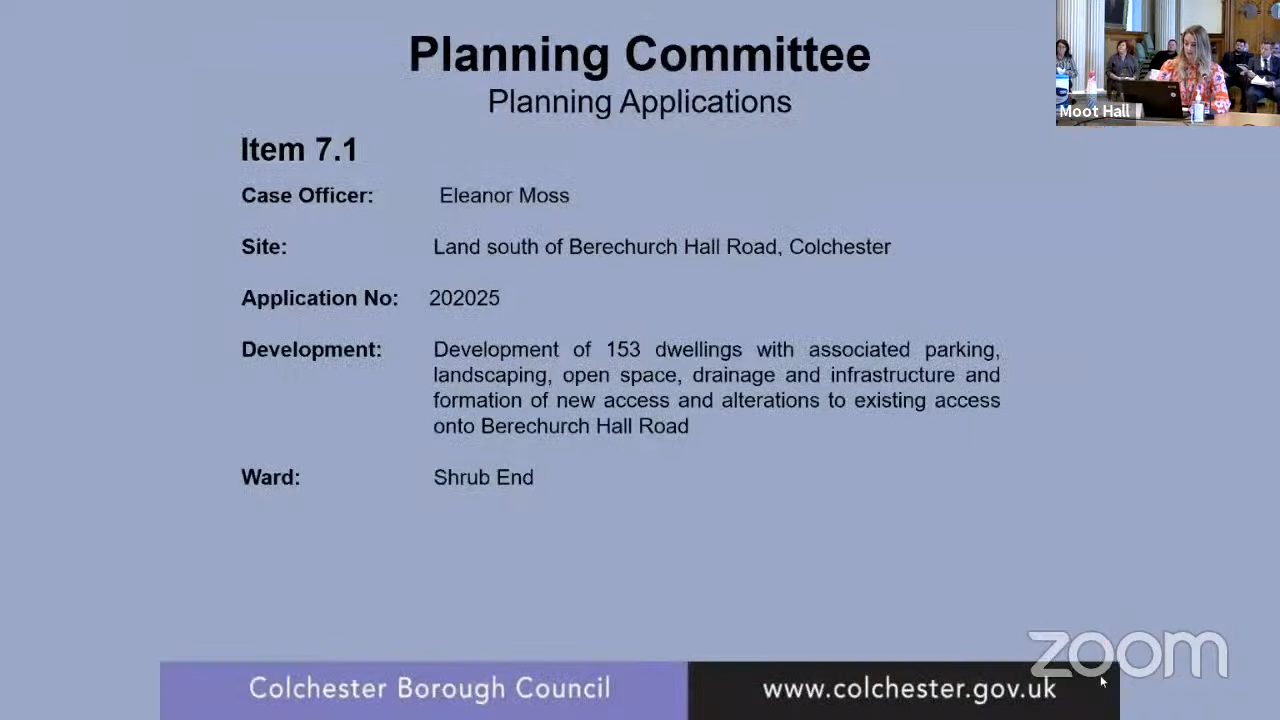 Planning Committee
Planning Applications
Moot Hall
Item 7.1
Case Officer: Eleanor Moss
Site: Land south of Berechurch Hall Road, Colchester
Application No: 202025
Development: Development of 153 dwellings with associated parking,
landscaping, open space, drainage and infrastructure and
formation of new access and alterations to existing access
onto Berechurch Hall Road
Ward: Shrub End
zoom
Colchester Borough Council www.colchester.gov.uk